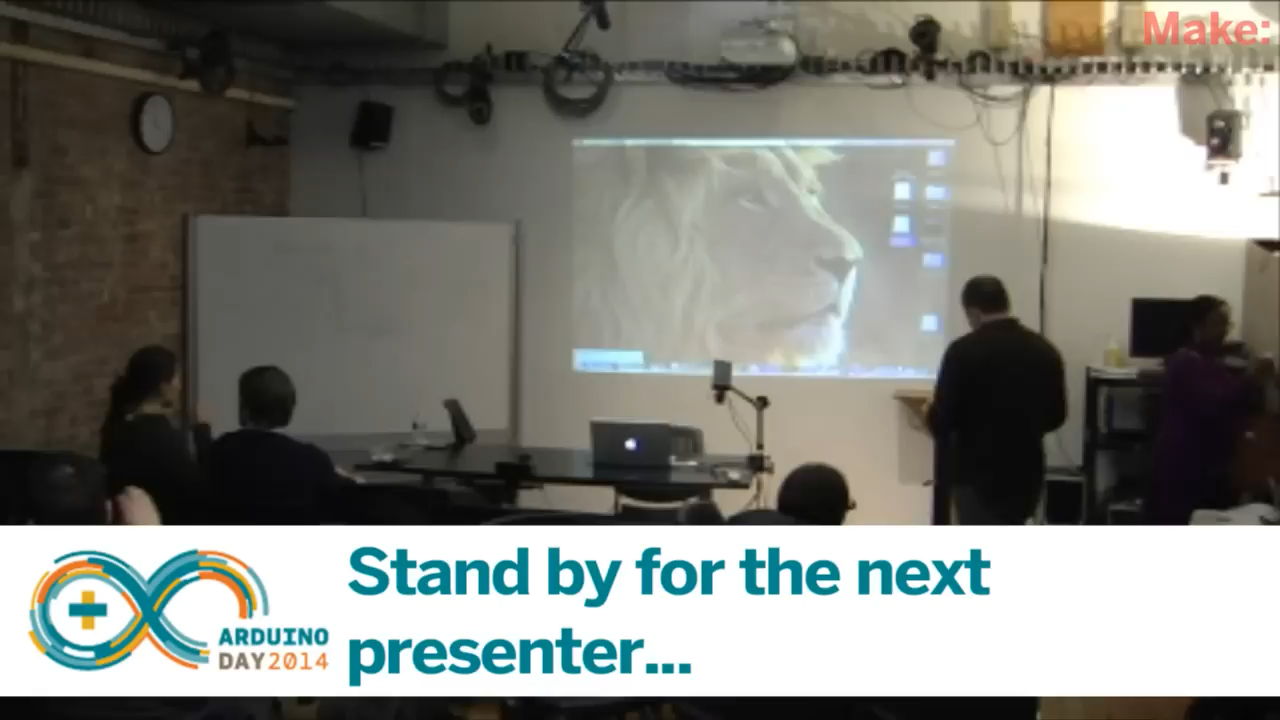 Make:
Stand by for the next
presenter...
ARDUINO
DAY2014